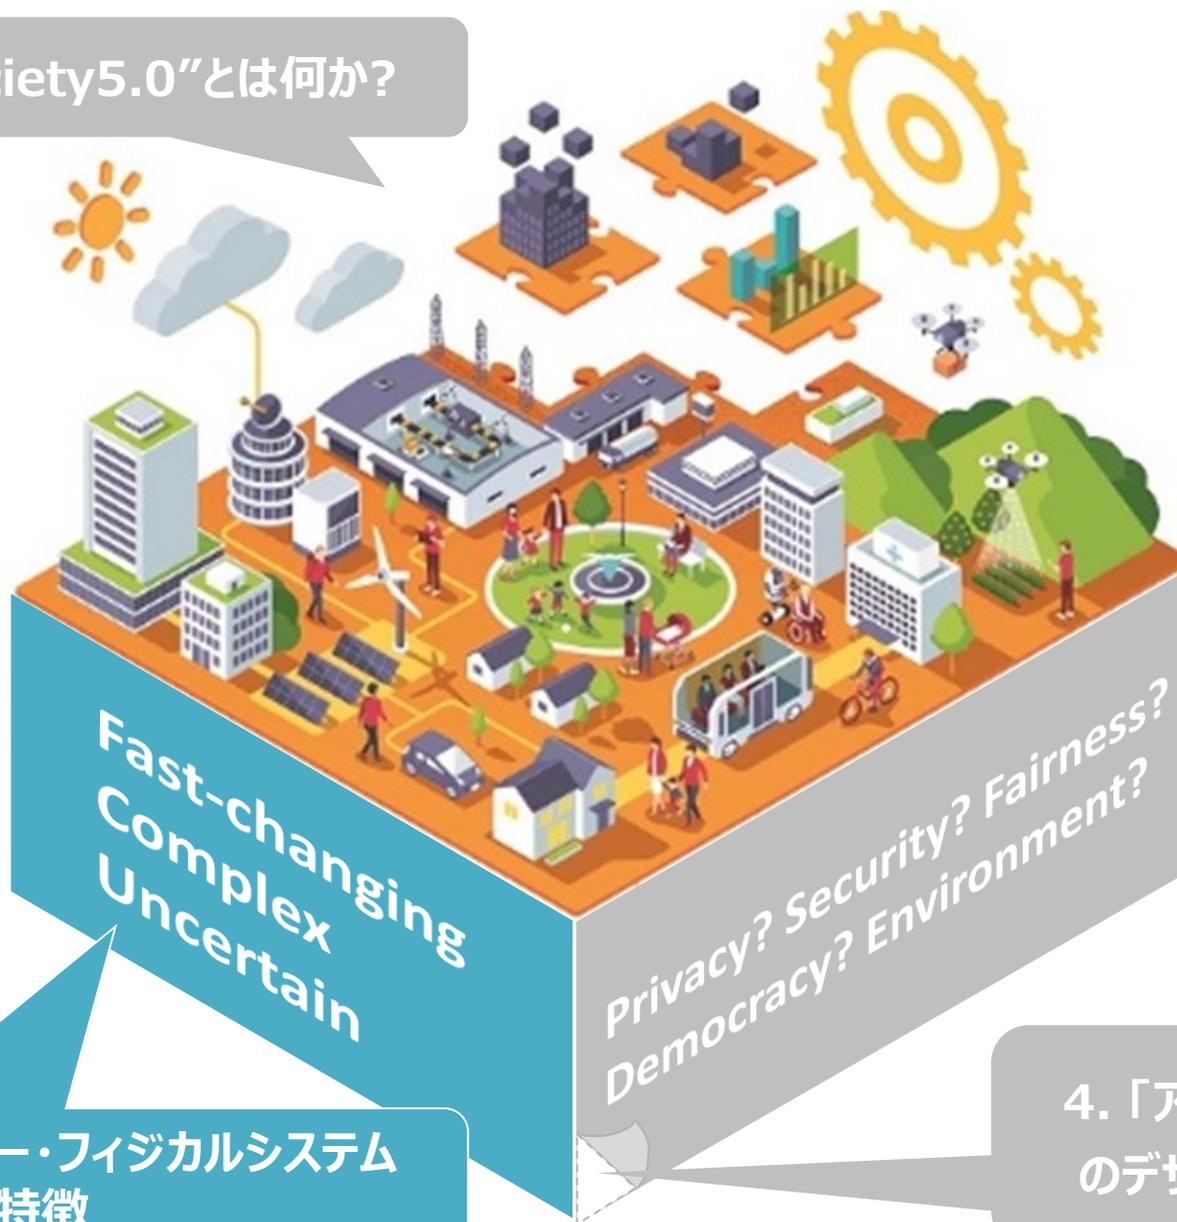 iety5.0”とは何か?
Fast-changing
Complex
Uncertain
Privacy? Security? Fairness?
Democracy? Environment?
ー・フィジカルシステム
特徴
4. 「ア
のデザ